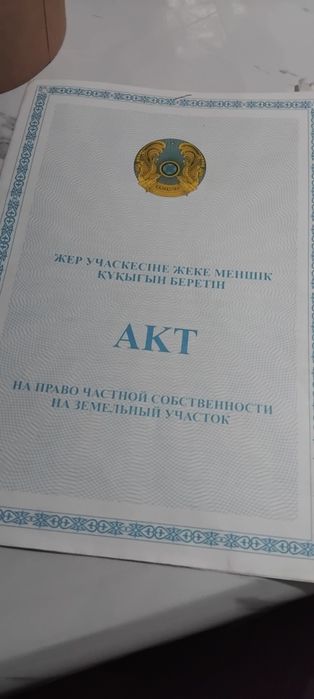 ЖЕР УЧАСКЕСІНЕ ЖЕКЕ МЕНШІК
ҚҰҚЫҒЫН БЕРЕТІН
АКТ
НА ПРАВО ЧАСТНОЙ СОБСТВЕННОСТИ
НА ЗЕМЕЛЬНЫЙ УЧАСТОК